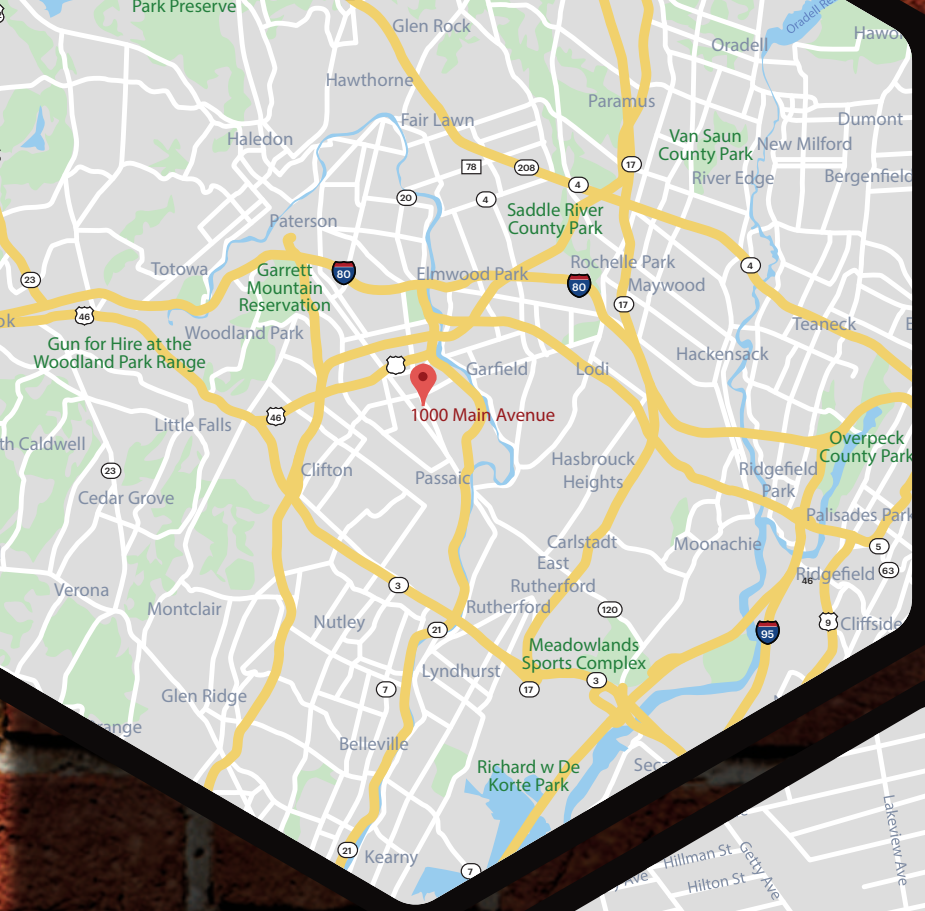 Park Preserve
Glen Rock
Oradell
Hawthorne
Paramus
Fair Lawn
Dumont
Haledon
Van Saun
County Park
New Milford
78
208
17
4
River Edge
Bergenfield
20
4
Saddle River
County Park
Paterson
Totowa
Garrett
Mountain
Reservation
80
Elmwood Park
80
Rochelle Park
Maywood
4
23
17
46
Teaneck
Woodland Park
Gun for Hire at the
Woodland Park Range
Hackensack
Garfield
Lodi
1000 Main Avenue
46
Little Falls
Overpeck
County Park
23
Clifton
Passaic
Hasbrouck
Heights
Ridgefield
Park
Cedar Grove
Palisades Park
Carlstadt
Moonachie
5
East
Rutherford
Ridgefield
46
63
Verona
3
Montclair
Rutherford
120
Nutley
21
9
Cliffside
95
Meadowlands
Sports Complex
Lyndhurst
3
7
17
Glen Ridge
Belleville
Richard w De
Korte Park
21
Kearny
7
Hillman St
Hilton St
Getty Ave
Lakeview Ave